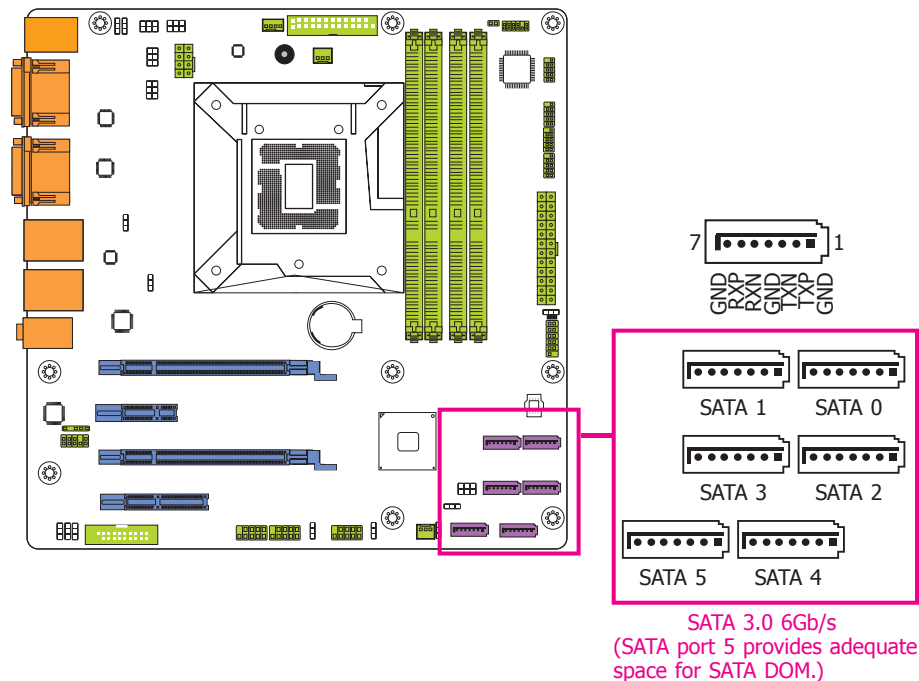 7 1
GND
RXP
RXN
GND
TXN
TXP
GND
SATA 1 SATA 0
SATA 3 SATA 2
SATA 5 SATA 4
SATA 3.0 6Gb/s
(SATA port 5 provides adequate
space for SATA DOM.)